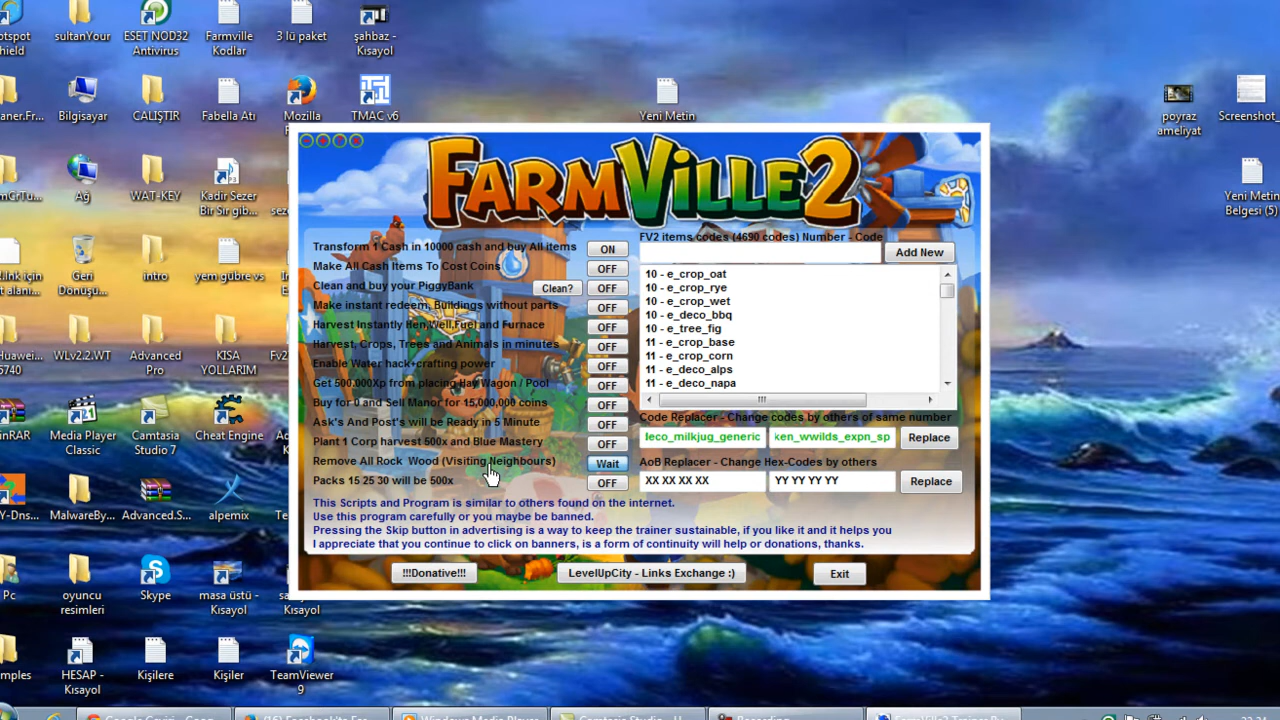 sultanYour
ESET NOD32
Antivirus
Farmville
Kodlar
3 lü paket
şahbaz -
Kısayol
Bilgisayar
ÇALIŞTIR
Fabella Atı
Mozilla
TMAC v6
Yeni Metin
poyraz
ameliyat
Screenshot_
Ağ
WAT-KEY
Kadir Sezer
Bir Şır gib...
Yeni Metin
Belgesi (5)
Geri
Dönüşü...
intro
yem gübre vs
WLv2.2.WT
Advanced
Pro
KISA
YOLLARIM
5740
Media Player
Classic
Camtasia
Studio 7
Cheat Engine
MalwareBy...
Advanced.S...
alpemix
Pc
oyuncu
resimleri
Skype
masa üstü -
Kısayol
Kısayol
mples
HESAP -
Kısayol
Kişilere
Kişiler
TeamViewer
9
FARMVILLE2
Transform 1 Cash in 10000 cash and buy All items ON
Make All Cash Items To Cost Coins OFF
Clean and buy your PiggyBank Clean? OFF
Make instant redeem, Buildings without parts OFF
Harvest Instantly Hen,Well,Fuel and Furnace OFF
Harvest, Crops, Trees and Animals in minutes OFF
Enable Water hack+crafting power OFF
Get 500.000Xp from placing Hay Wagon / Pool OFF
Buy for 0 and Sell Manor for 15,000,000 coins OFF
Ask's And Post's will be Ready in 5 Minute OFF
Plant 1 Corp harvest 500x and Blue Mastery OFF
Remove All Rock Wood (Visiting Neighbours) Wait
Packs 15 25 30 will be 500x OFF
FV2 items codes (4690 codes) Number - Code
Add New
10 - e_crop_oat
10 - e_crop_rye
10 - e_crop_wet
10 - e_deco_bbq
10 - e_tree_fig
11 - e_crop_base
11 - e_crop_corn
11 - e_deco_alps
11 - e_deco_napa
Code Replacer - Change codes by others of same number
deco_milkjug_generic ken_wwilds_expn_sp Replace
AoB Replacer - Change Hex-Codes by others
XX XX XX XX YY YY YY YY Replace
This Scripts and Program is similar to others found on the internet.
Use this program carefully or you maybe be banned.
Pressing the Skip button in advertising is a way to keep the trainer sustainable, if you like it and it helps you
I appreciate that you continue to click on banners, is a form of continuity will help or donations, thanks.
!!!Donative!!! LevelUpCity - Links Exchange :) Exit